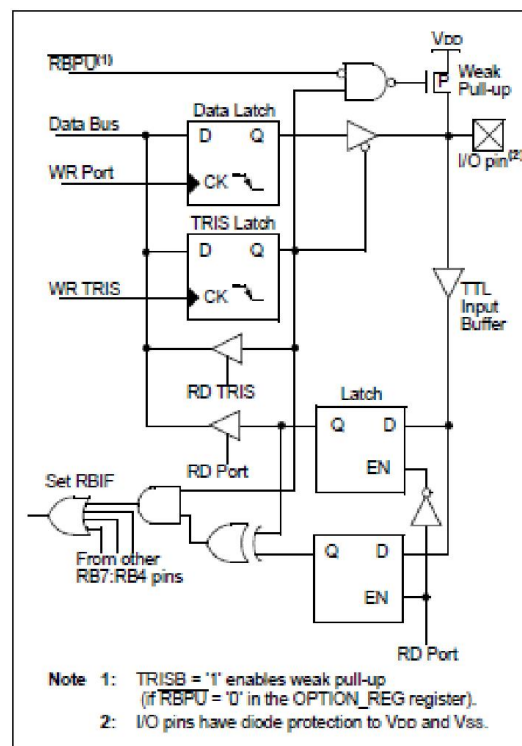 VDD
RBPU(1)
P
Weak
Pull-up
Data Latch
Data Bus
D Q
I/O pin(2)
WR Port
CK
TRIS Latch
D Q
TTL
Input
Buffer
WR TRIS
CK
RD TRIS
Latch
Q D
RD Port
EN
Set RBIF
Q D
From other
RB7:RB4 pins
EN
RD Port
Note 1: TRISB = '1' enables weak pull-up
(if RBPU = '0' in the OPTION_REG register).
2: I/O pins have diode protection to VDD and VSS.